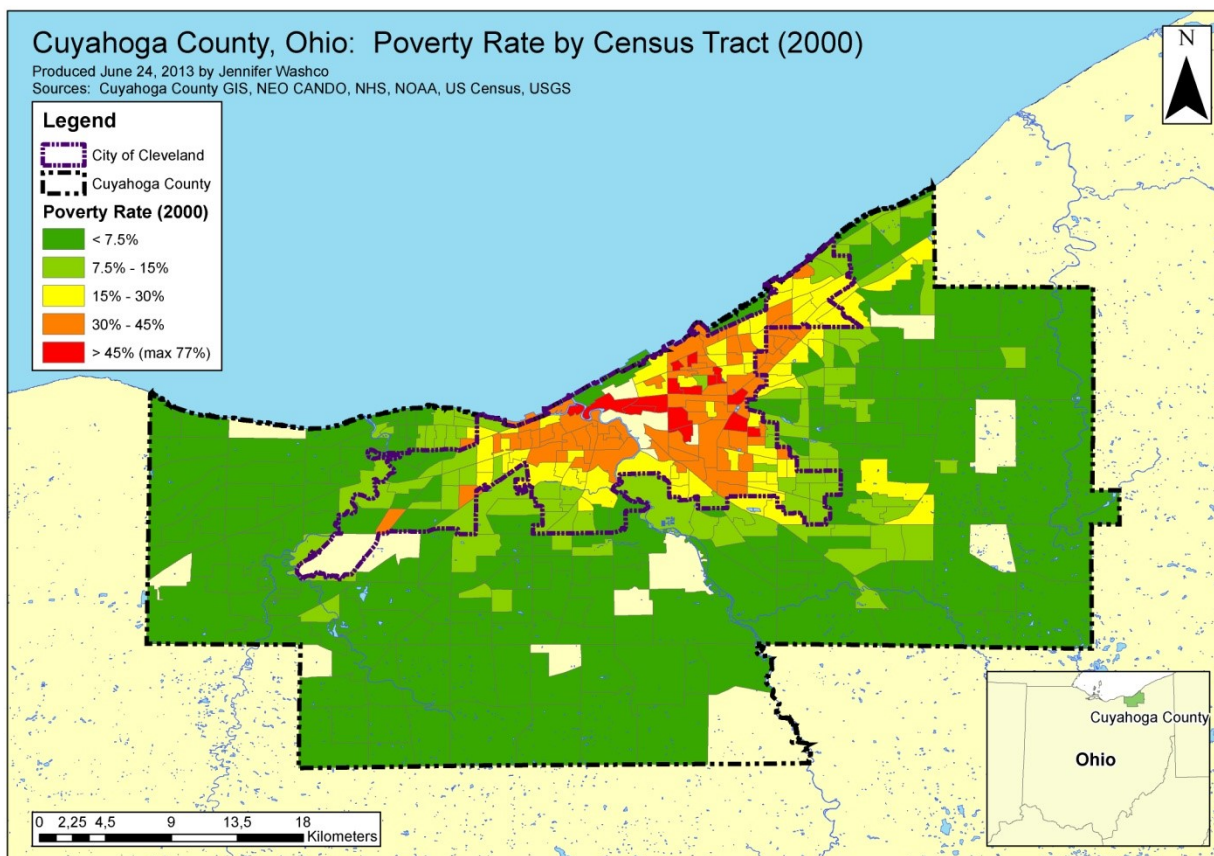 Cuyahoga County, Ohio: Poverty Rate by Census Tract (2000)
Produced June 24, 2013 by Jennifer Washco
Sources: Cuyahoga County GIS, NEO CANDO, NHS, NOAA, US Census, USGS
N
Legend
City of Cleveland
Cuyahoga County
Poverty Rate (2000)
< 7.5%
7.5% - 15%
15% - 30%
30% - 45%
> 45% (max 77%)
Cuyahoga County
Ohio
0 2,25 4,5 9 13,5 18
Kilometers